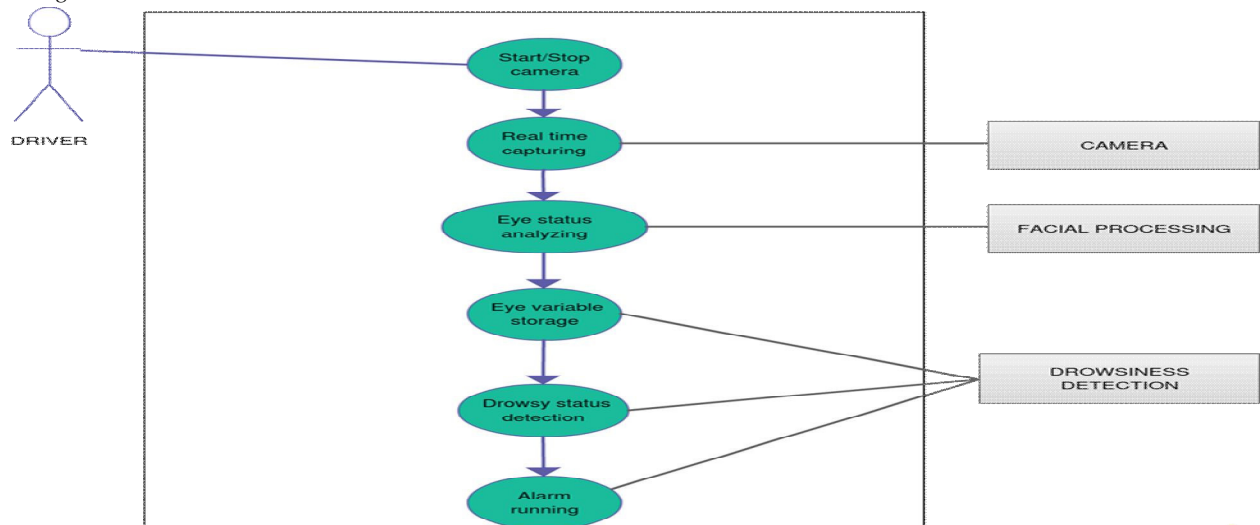 DRIVER
Start/Stop
camera
Real time
capturing
CAMERA
Eye status
analyzing
FACIAL PROCESSING
Eye variable
storage
DROWSINESS
DETECTION
Drowsy status
detection
Alarm
running